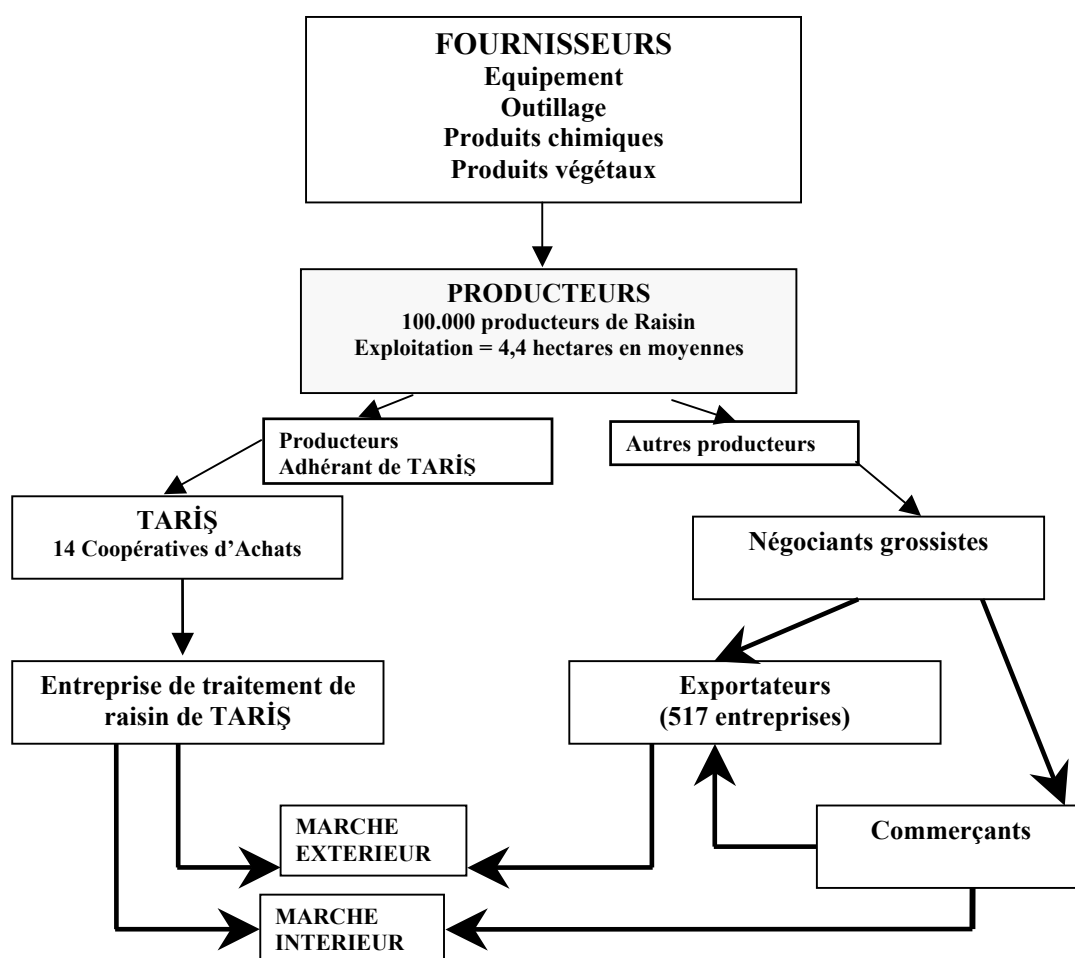 FOURNISSEURS
Equipement
Outillage
Produits chimiques
Produits végétaux
PRODUCTEURS
100.000 producteurs de Raisin
Exploitation = 4,4 hectares en moyennes
Producteurs
Adhérant de TARİŞ
Autres producteurs
TARİŞ
14 Coopératives d’Achats
Négociants grossistes
Entreprise de traitement de
raisin de TARİŞ
Exportateurs
(517 entreprises)
MARCHE
EXTERIEUR
Commerçants
MARCHE
INTERIEUR